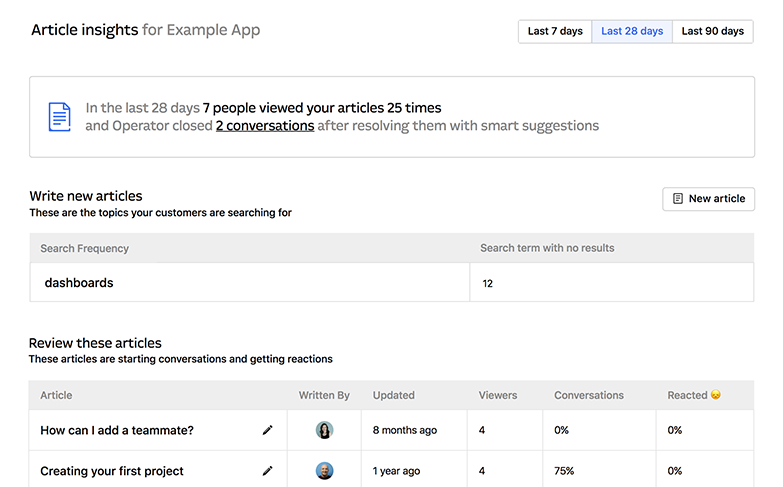 Article insights for Example App
Last 7 days Last 28 days Last 90 days
In the last 28 days 7 people viewed your articles 25 times
and Operator closed 2 conversations after resolving them with smart suggestions
Write new articles
These are the topics your customers are searching for
New article
Search Frequency Search term with no results
dashboards 12
Review these articles
These articles are starting conversations and getting reactions
Article Written By Updated Viewers Conversations Reacted 😞
How can I add a teammate? 8 months ago 4 0% 0%
Creating your first project 1 year ago 4 75% 0%